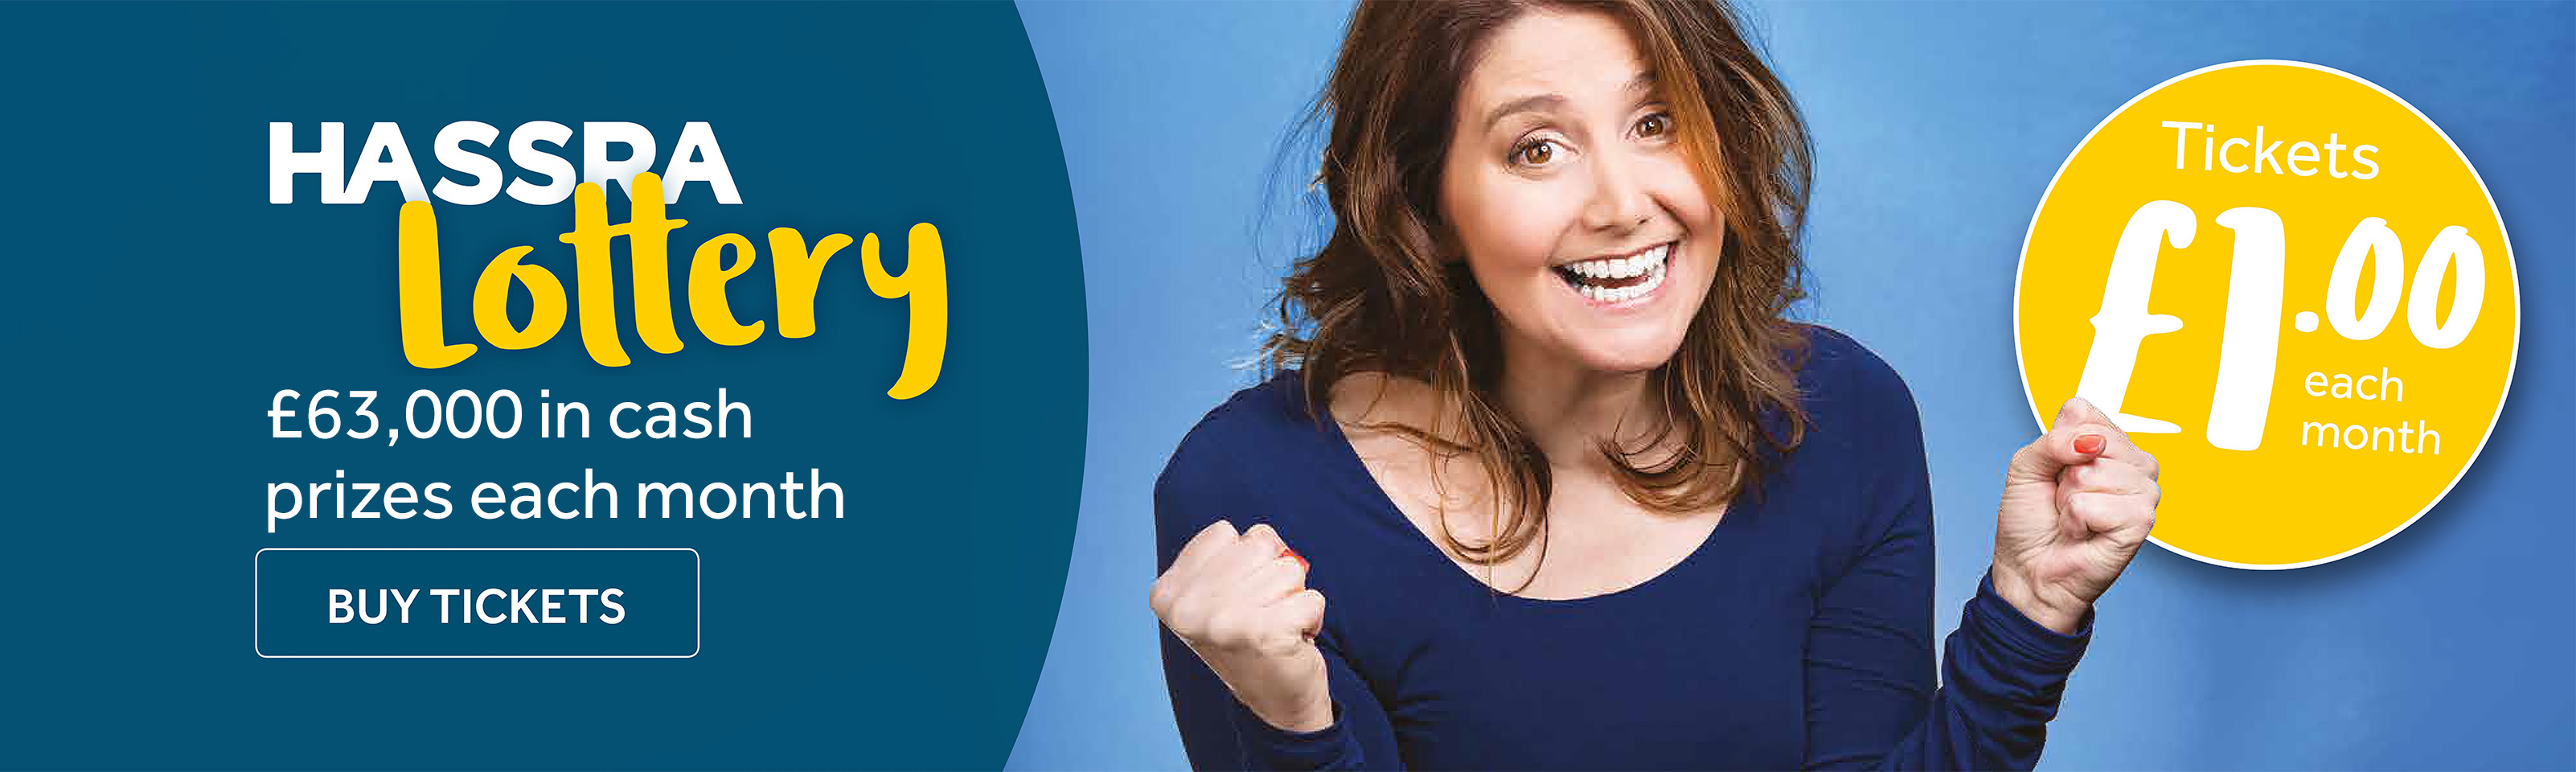 HASSRA
Lottery
£63,000 in cash
prizes each month
BUY TICKETS
Tickets
£1.00
each
month